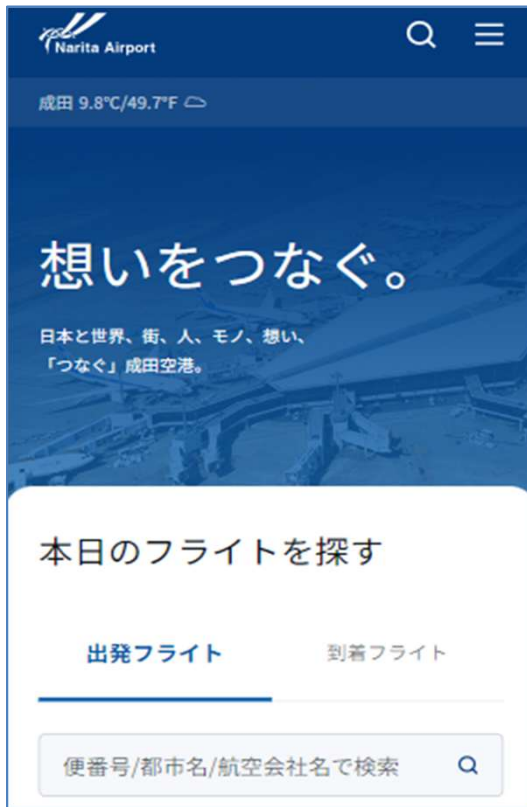 Narita Airport
成田 9.8℃/49.7°F
想いをつなぐ。
日本と世界、街、人、モノ、想い、
「つなぐ」成田空港。
本日のフライトを探す
出発フライト
到着フライト
便番号/都市名/航空会社名で検索